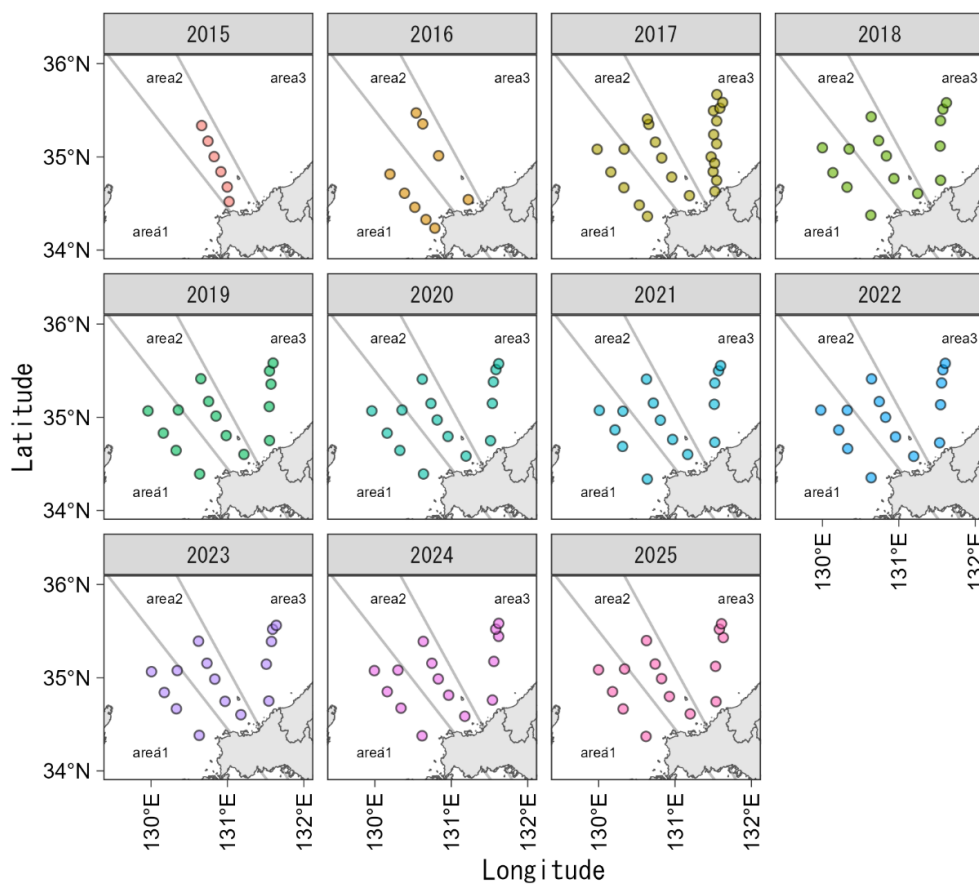 2015 2016 2017 2018
36°N
area2 area3 area2 area3 area2 area3 area2 area3
35°N
area1 area1 area1 area1
34°N
2019 2020 2021 2022
36°N
area2 area3 area2 area3 area2 area3 area2 area3
35°N
area1 area1 area1 area1
34°N
Latitude
130°E 131°E 132°E
2023 2024 2025
36°N
area2 area3 area2 area3 area2 area3
35°N
area1 area1 area1
34°N
130°E 131°E 132°E 130°E 131°E 132°E 130°E 131°E 132°E
Longitude